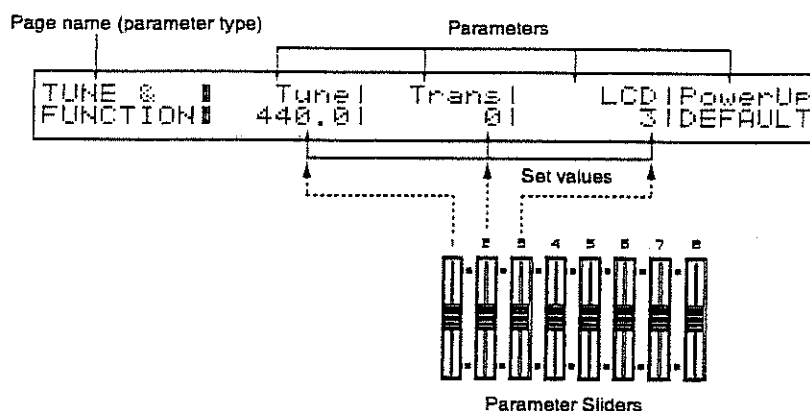 Page name (parameter type)
Parameters
TUNE & Tune| Trans| LCD|PowerUp
FUNCTION 440.0| 0| 3|DEFAULT
Set values
1 2 3 4 5 6 7 8
Parameter Sliders